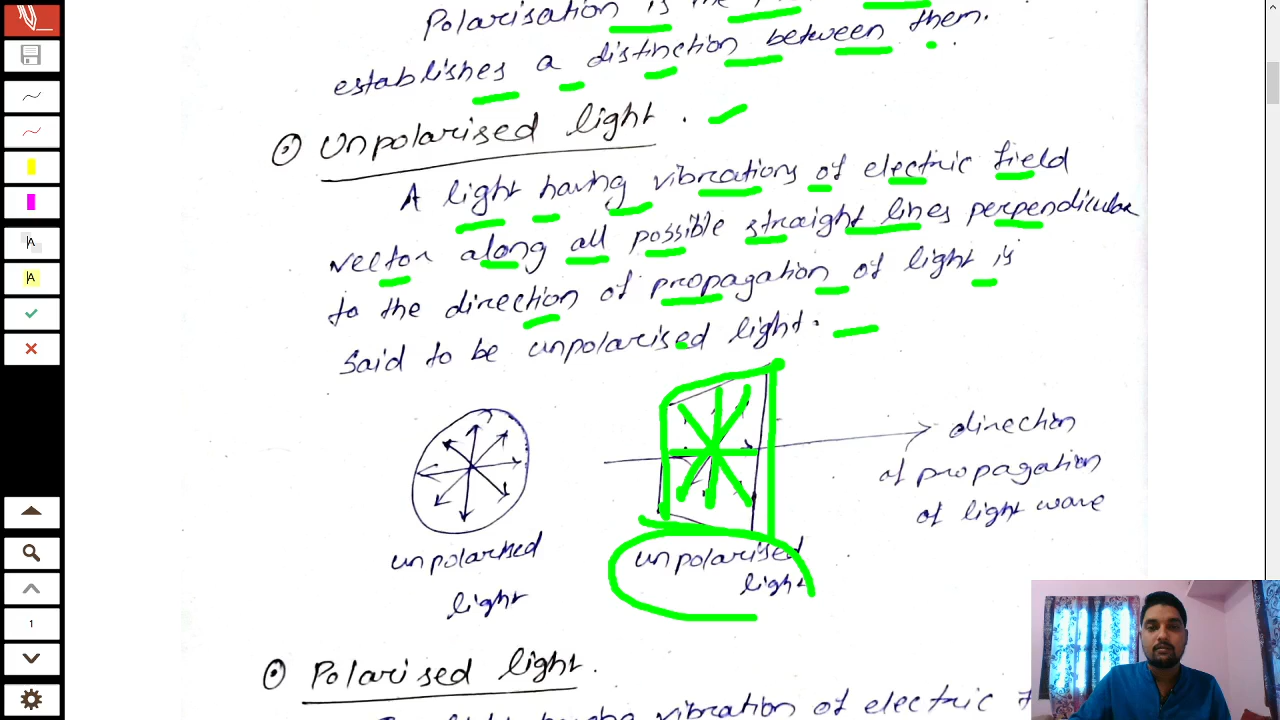 Polarisation is the
establishes a distinction between them.
⊙ Unpolarised light.
A light having vibrations of electric field
vector along all possible straight lines perpendicular
to the direction of propagation of light is
said to be unpolarised light.
direction
of propagation
of light wave
unpolarised
light
unpolarised
light
⊙ Polarised light.
vibration of electric
A
A
1